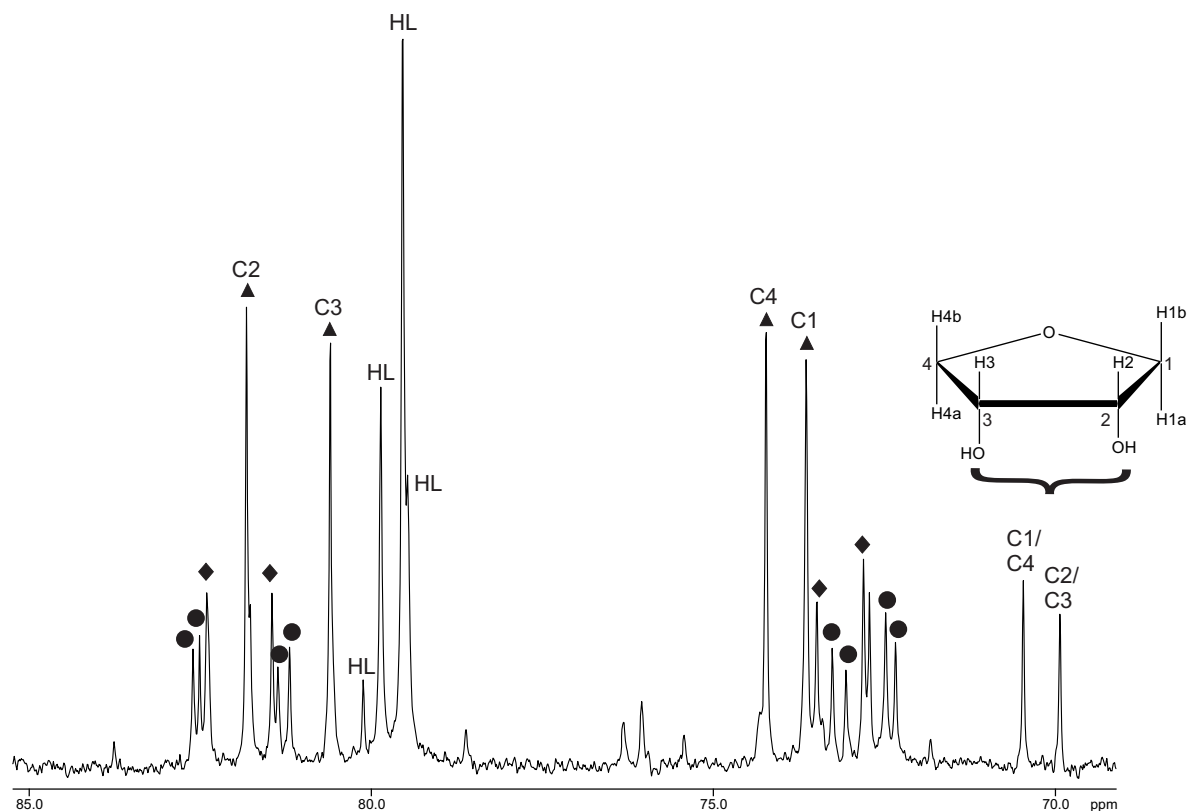 HL
C2
C3
HL
HL
HL
C4
C1
H4b
O
H1b
4
H3
H2
1
H4a
3
2
H1a
HO
OH
C1/
C4
C2/
C3
85.0
80.0
75.0
70.0
ppm